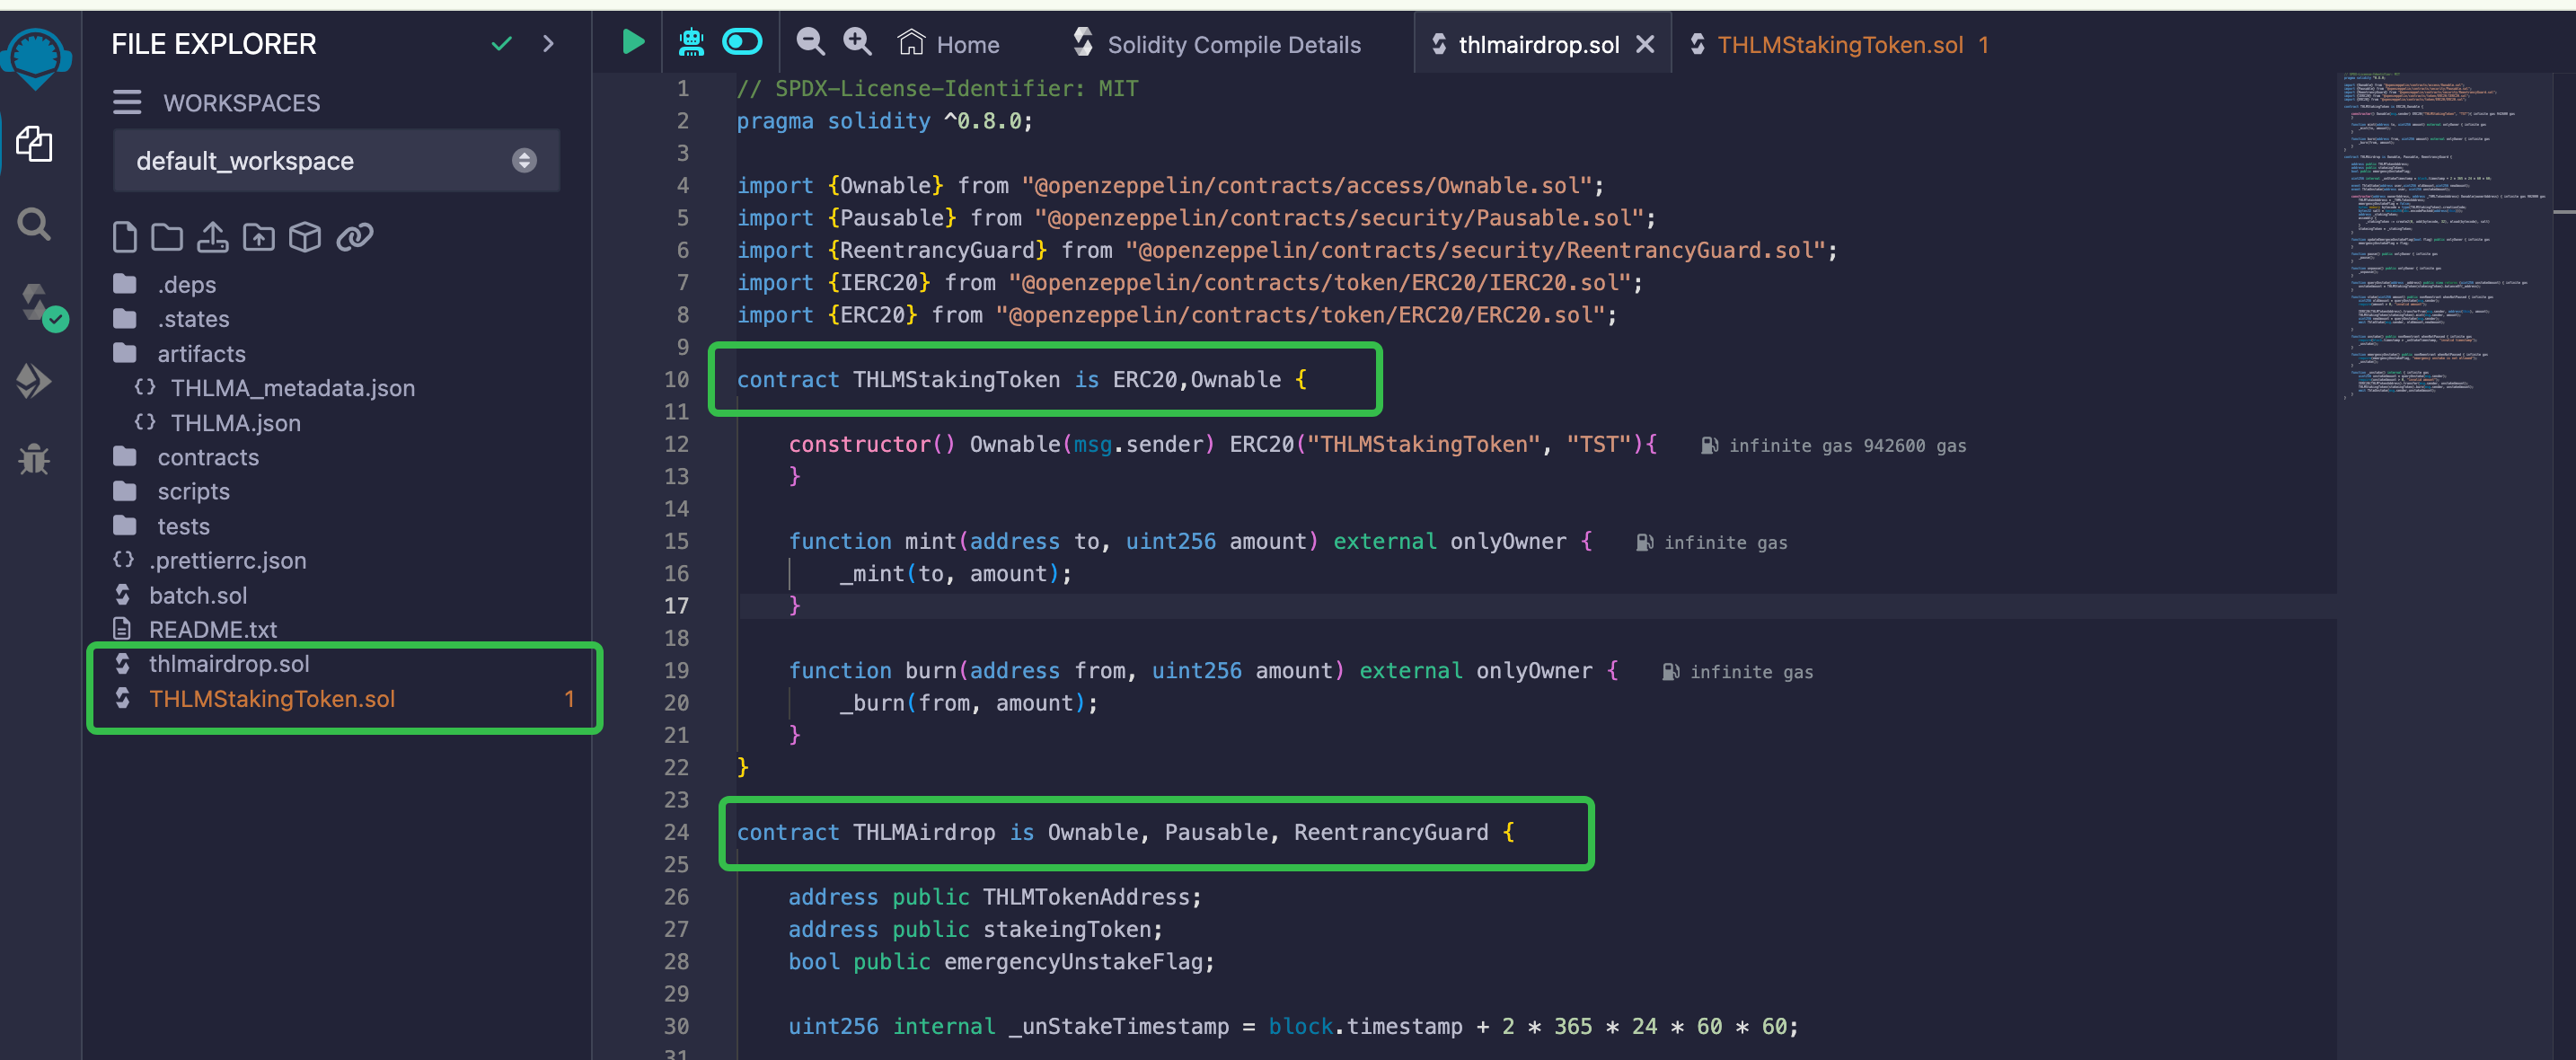 FILE EXPLORER
WORKSPACES
default_workspace
.deps
.states
artifacts
THLMA_metadata.json
THLMA.json
contracts
scripts
tests
.prettierrc.json
batch.sol
README.txt
thlmairdrop.sol
THLMStakingToken.sol 1
Home Solidity Compile Details thlmairdrop.sol THLMStakingToken.sol 1
1 // SPDX-License-Identifier: MIT
2 pragma solidity ^0.8.0;
3
4 import {Ownable} from "@openzeppelin/contracts/access/Ownable.sol";
5 import {Pausable} from "@openzeppelin/contracts/security/Pausable.sol";
6 import {ReentrancyGuard} from "@openzeppelin/contracts/security/ReentrancyGuard.sol";
7 import {IERC20} from "@openzeppelin/contracts/token/ERC20/IERC20.sol";
8 import {ERC20} from "@openzeppelin/contracts/token/ERC20/ERC20.sol";
9
10 contract THLMStakingToken is ERC20,Ownable {
11
12 constructor() Ownable(msg.sender) ERC20("THLMStakingToken", "TST"){ infinite gas 942600 gas
13 }
14
15 function mint(address to, uint256 amount) external onlyOwner { infinite gas
16 _mint(to, amount);
17 }
18
19 function burn(address from, uint256 amount) external onlyOwner { infinite gas
20 _burn(from, amount);
21 }
22 }
23
24 contract THLMAirdrop is Ownable, Pausable, ReentrancyGuard {
25
26 address public THLMTokenAddress;
27 address public stakeingToken;
28 bool public emergencyUnstakeFlag;
29
30 uint256 internal _unStakeTimestamp = block.timestamp + 2 * 365 * 24 * 60 * 60;
31